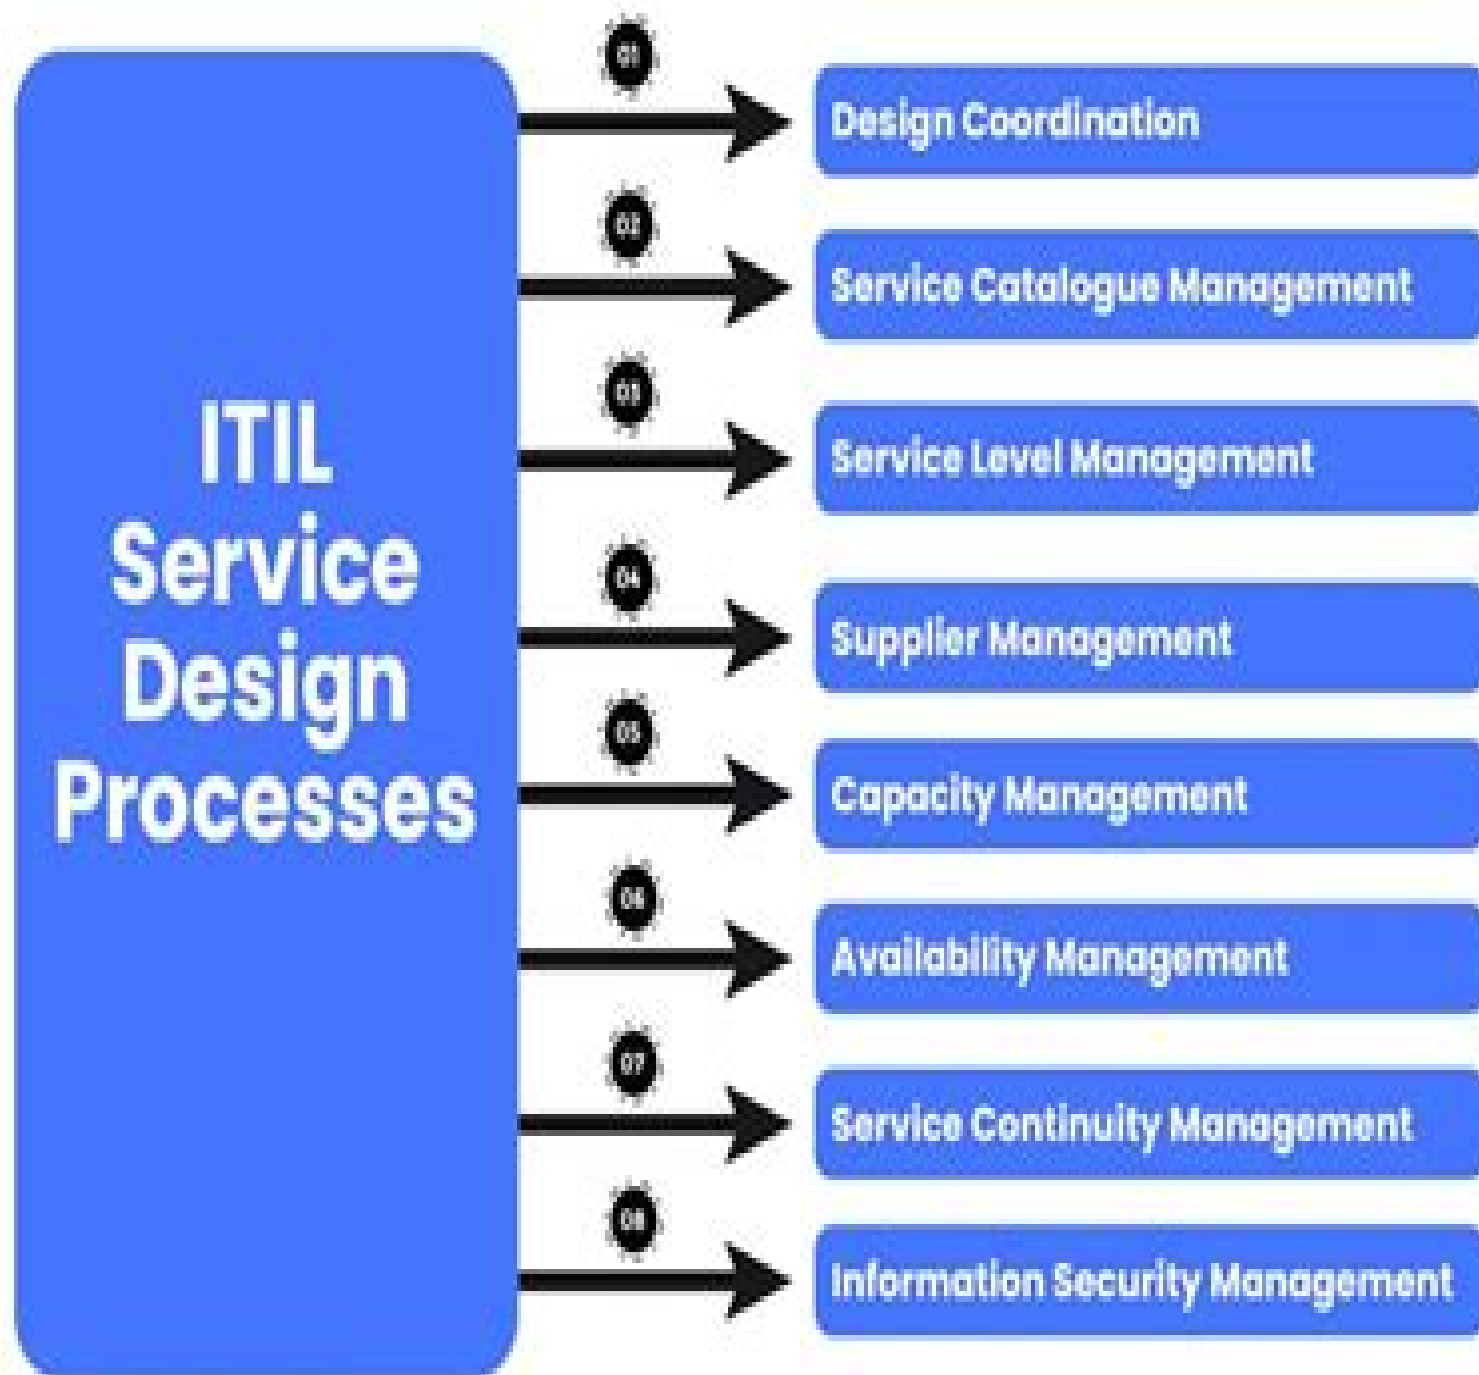 ITIL
Service
Design
Processes
01
Design Coordination
02
Service Catalogue Management
03
Service Level Management
04
Supplier Management
05
Capacity Management
06
Availability Management
07
Service Continuity Management
08
Information Security Management